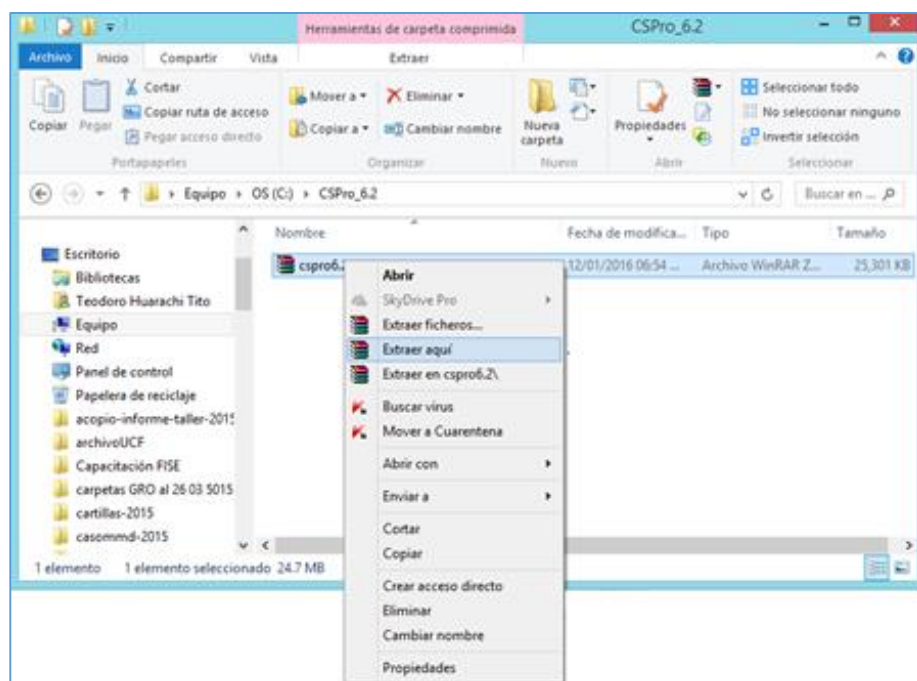 Herramientas de carpeta comprimida CSPro_6.2
Archivo Inicio Compartir Vista Extraer
Copiar
Pegar
Cortar
Copiar ruta de acceso
Pegar acceso directo
Portapapeles
Mover a
Copiar a
Eliminar
Cambiar nombre
Organizar
Nueva
carpeta
Nuevo
Propiedades
Abrir
Seleccionar todo
No seleccionar ninguno
Invertir selección
Seleccionar
Equipo OS (C:) CSPro_6.2
Buscar en ...
Nombre Fecha de modifica... Tipo Tamaño
cspro6. 12/01/2016 06:54 ... Archivo WinRAR Z... 25,301 KB
Escritorio
Bibliotecas
Teodoro Huarachi Tito
Equipo
Red
Panel de control
Papelera de reciclaje
acopio-informe-taller-2015
archivoUCF
Capacitación FISE
carpetas GRO al 26 03 5015
cartillas-2015
casommd-2015
Abrir
SkyDrive Pro
Extraer ficheros...
Extraer aquí
Extraer en cspro6.2\
Buscar virus
Mover a Cuarentena
Abrir con
Enviar a
Cortar
Copiar
Crear acceso directo
Eliminar
Cambiar nombre
Propiedades
1 elemento 1 elemento seleccionado 24.7 MB